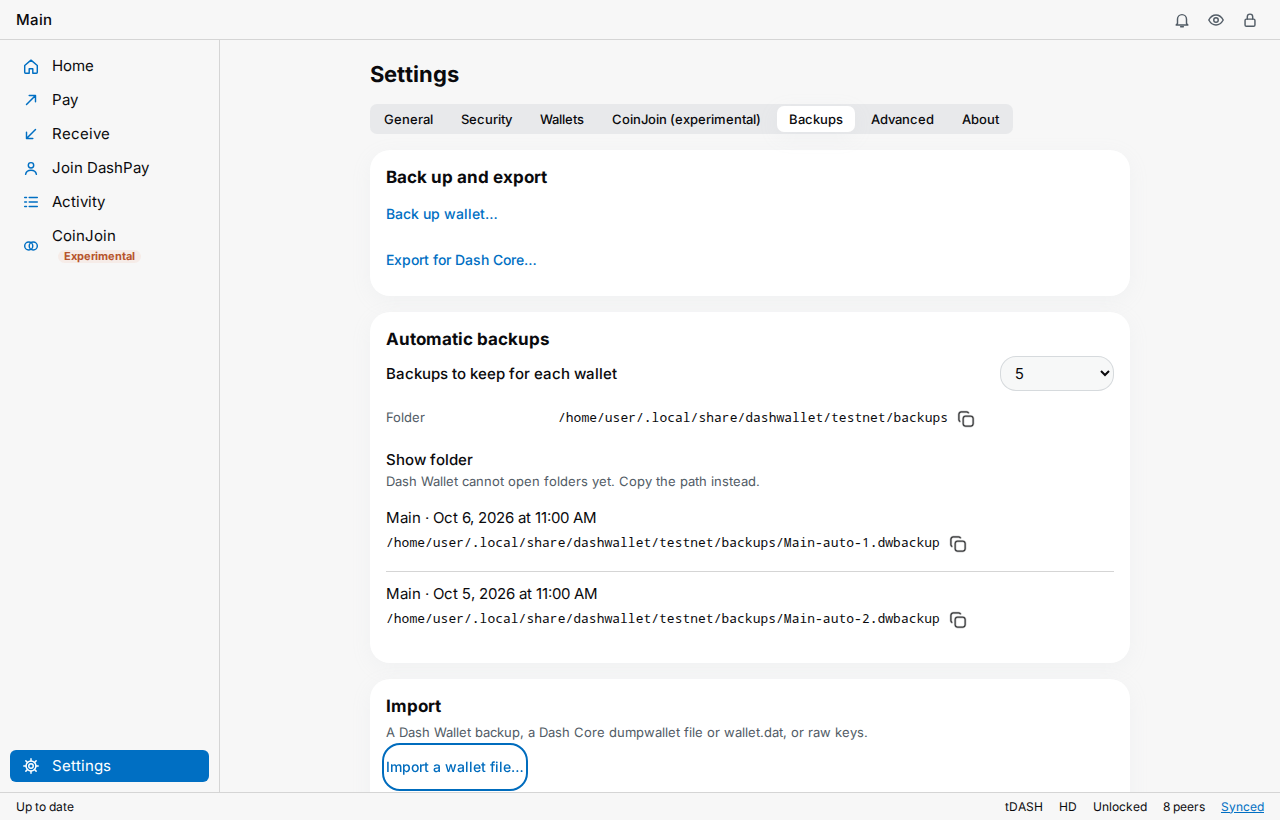 Main
Home
Pay
Receive
Join DashPay
Activity
CoinJoin
Experimental
Settings
Settings
General Security Wallets CoinJoin (experimental) Backups Advanced About
Back up and export
Back up wallet...
Export for Dash Core...
Automatic backups
Backups to keep for each wallet 5
Folder /home/user/.local/share/dashwallet/testnet/backups
Show folder
Dash Wallet cannot open folders yet. Copy the path instead.
Main · Oct 6, 2026 at 11:00 AM
/home/user/.local/share/dashwallet/testnet/backups/Main-auto-1.dwbackup
Main · Oct 5, 2026 at 11:00 AM
/home/user/.local/share/dashwallet/testnet/backups/Main-auto-2.dwbackup
Import
A Dash Wallet backup, a Dash Core dumpwallet file or wallet.dat, or raw keys.
Import a wallet file...
Up to date tDASH HD Unlocked 8 peers Synced